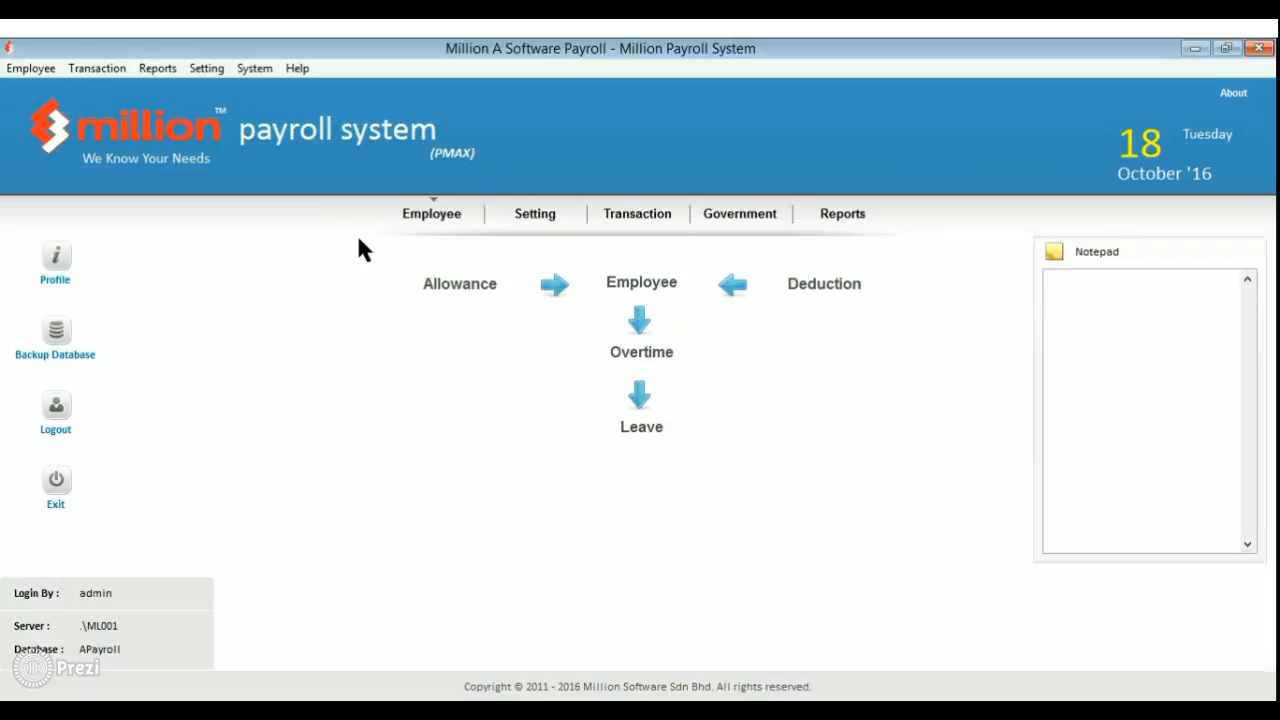 Million A Software Payroll - Million Payroll System
Employee Transaction Reports Setting System Help
About
million™ payroll system
(PMAX)
We Know Your Needs
18 Tuesday
October '16
Employee Setting Transaction Government Reports
Profile
Backup Database
Logout
Exit
Allowance Employee Deduction
Overtime
Leave
Notepad
Login By : admin
Server : .\ML001
Database : APayroll
Prezi
Copyright © 2011 - 2016 Million Software Sdn Bhd. All rights reserved.